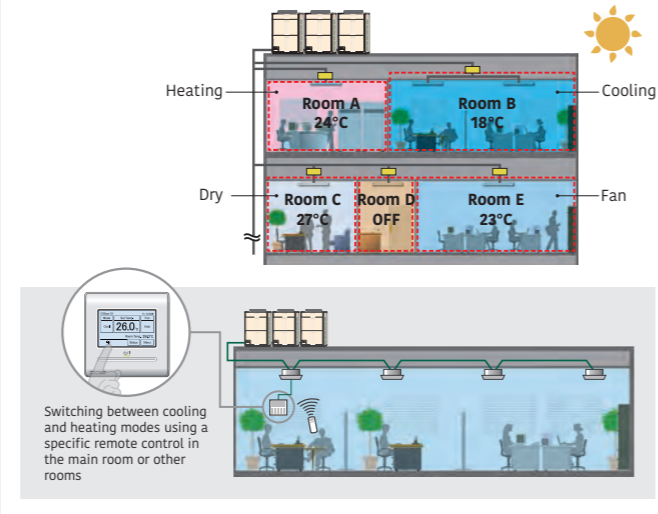 Heating
Room A
24°C
Room B
18°C
Cooling
Dry
Room C
27°C
Room D
OFF
Room E
23°C
Fan
26.0
Switching between cooling
and heating modes using a
specific remote control in
the main room or other
rooms